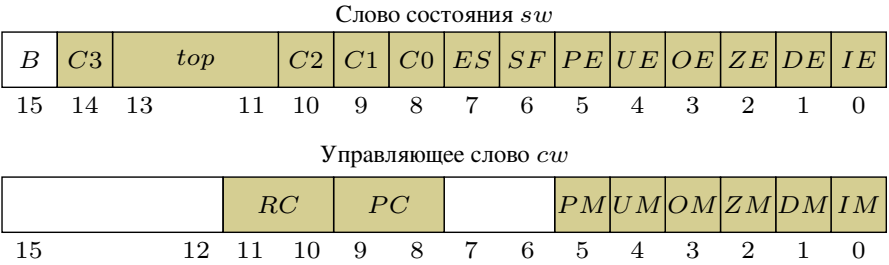 Слово состояния sw
B C3 top C2 C1 C0 ES SF PE UE OE ZE DE IE
15 14 13 11 10 9 8 7 6 5 4 3 2 1 0
Управляющее слово cw
RC PC PM UM OM ZM DM IM
15 12 11 10 9 8 7 6 5 4 3 2 1 0